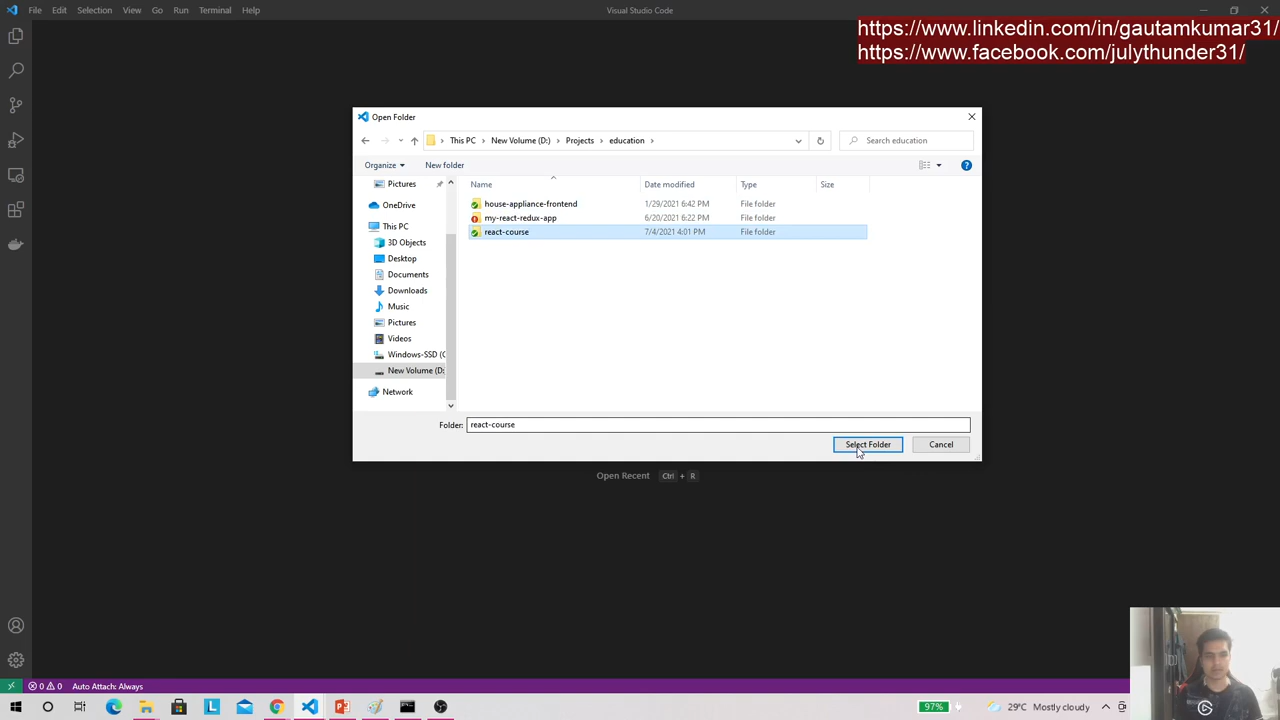 File Edit Selection View Go Run Terminal Help
Visual Studio Code
https://www.linkedin.com/in/gautamkumar31/
https://www.facebook.com/julythunder31/
Open Folder
This PC
New Volume (D:)
Projects
education
Search education
Organize
New folder
Name
Date modified
Type
Size
Pictures
OneDrive
This PC
3D Objects
Desktop
Documents
Downloads
Music
Pictures
Videos
Windows-SSD (C
New Volume (D:
Network
house-appliance-frontend 1/29/2021 6:42 PM File folder
my-react-redux-app 6/20/2021 6:22 PM File folder
react-course 7/4/2021 4:01 PM File folder
Folder: react-course
Select Folder
Cancel
Open Recent Ctrl + R
0 0 Auto Attach: Always
97%
29°C Mostly cloudy